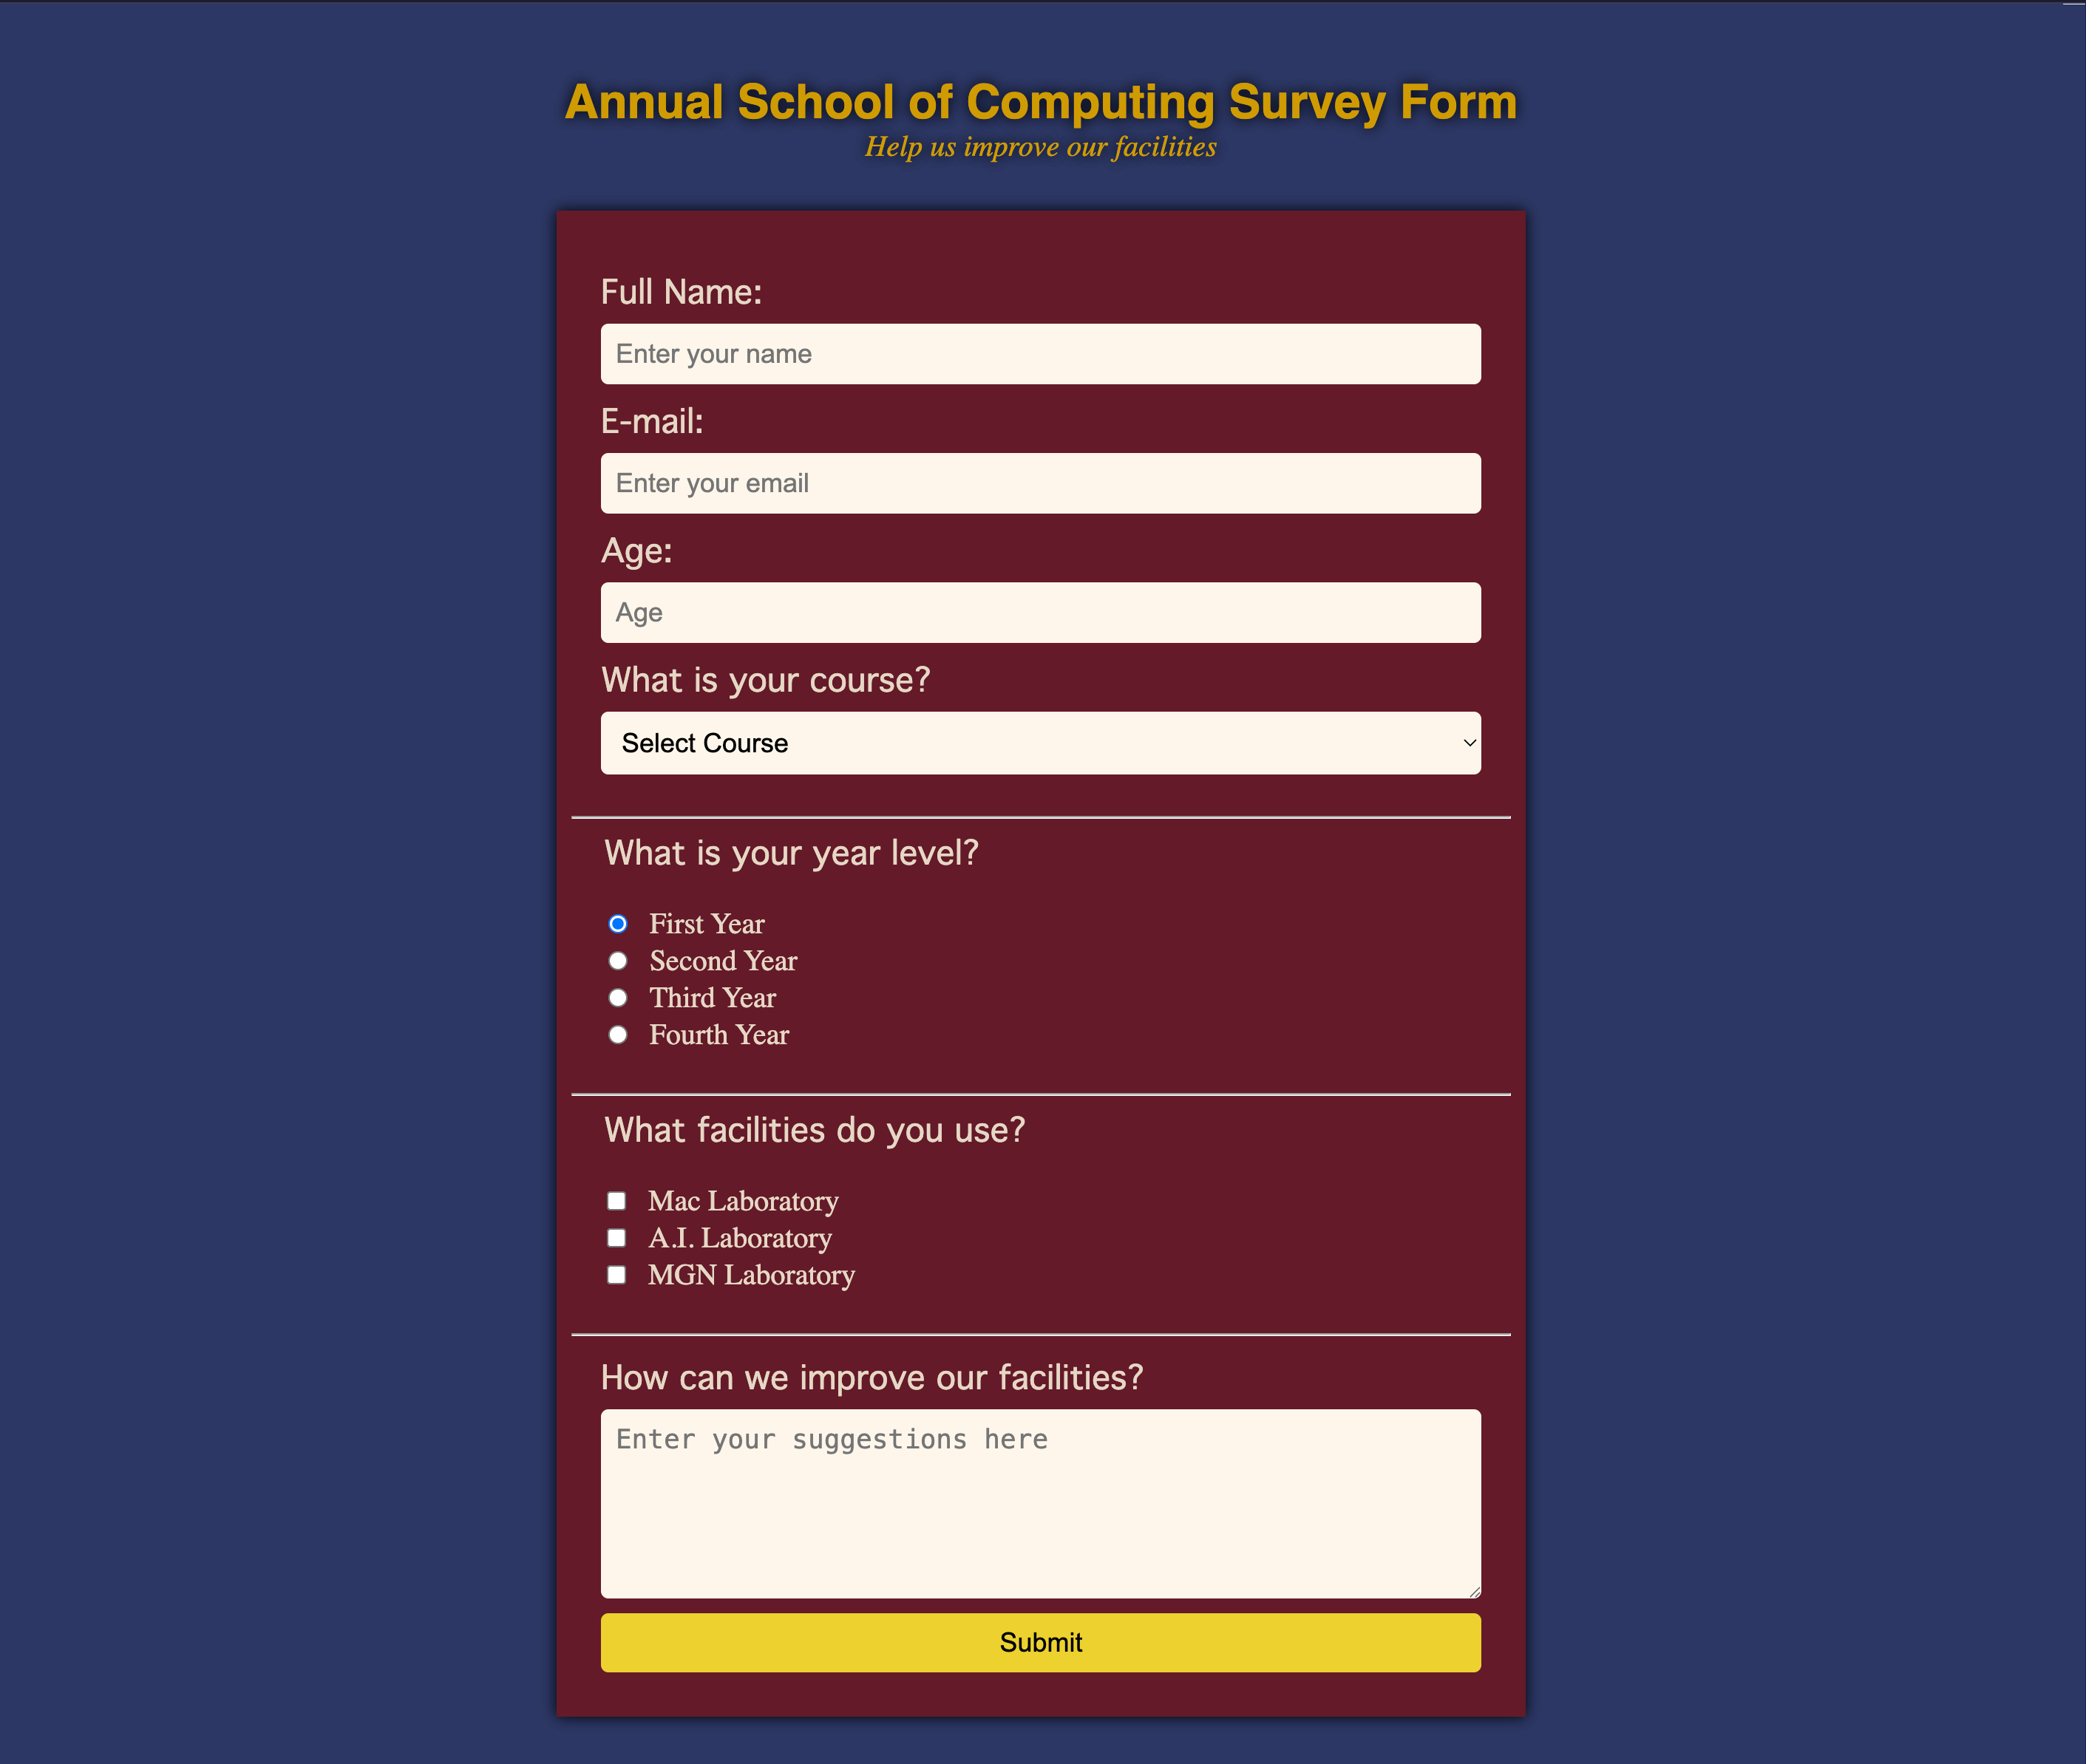 Annual School of Computing Survey Form
Help us improve our facilities
Full Name:
Enter your name
E-mail:
Enter your email
Age:
Age
What is your course?
Select Course
What is your year level?
First Year
Second Year
Third Year
Fourth Year
What facilities do you use?
Mac Laboratory
A.I. Laboratory
MGN Laboratory
How can we improve our facilities?
Enter your suggestions here
Submit